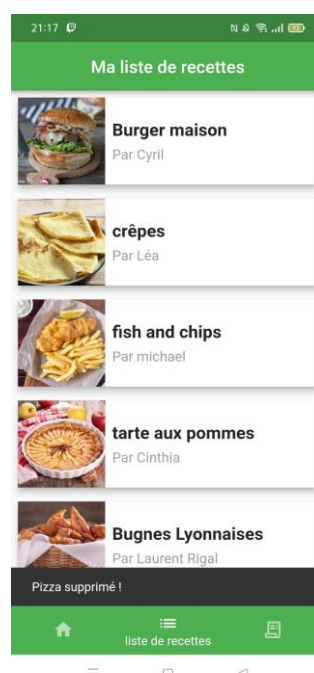 21:17
Ma liste de recettes
Burger maison
Par Cyril
crêpes
Par Léa
fish and chips
Par michael
tarte aux pommes
Par Cinthia
Bugnes Lyonnaises
Par Laurent Rigal
Pizza supprimé !
liste de recettes